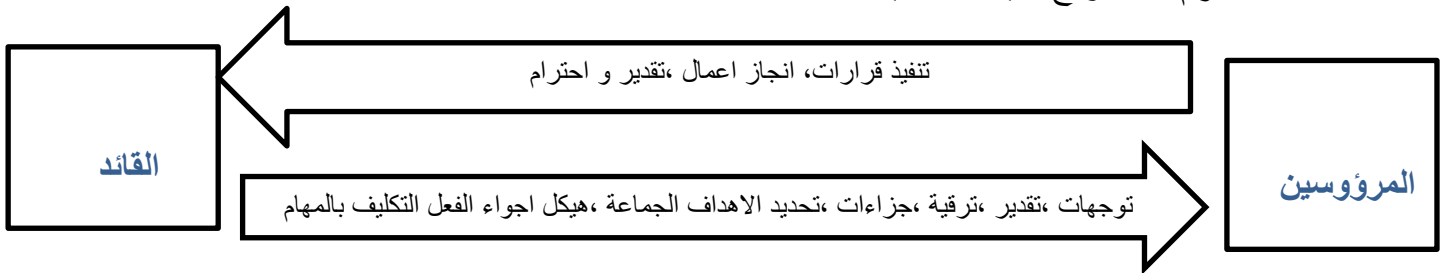 تنفيذ قرارات، انجاز اعمال ،تقدير و احترام
المرؤوسين
القائد
توجهات ،تقدير ،ترقية ،جزاءات ،تحديد الاهداف الجماعة ،هيكل اجواء الفعل التكليف بالمهام